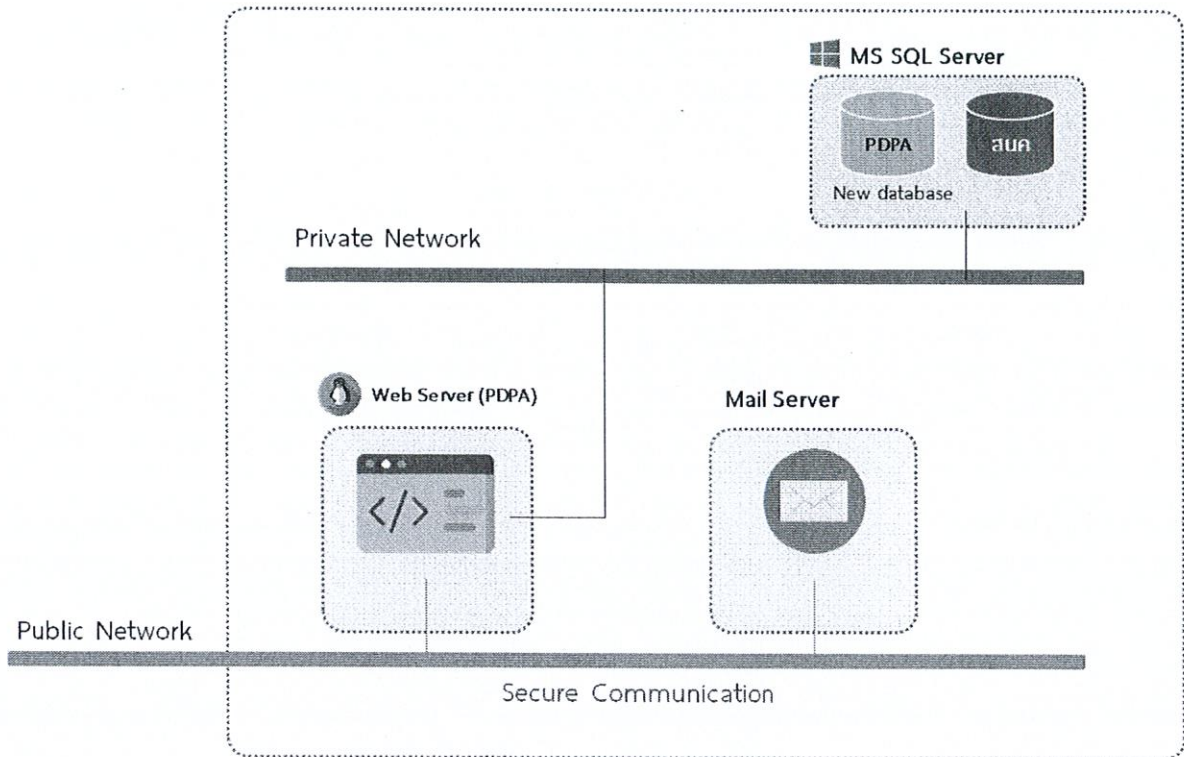 MS SQL Server
PDPA
สนค
New database
Private Network
Web Server (PDPA)
</>
Mail Server
Public Network
Secure Communication